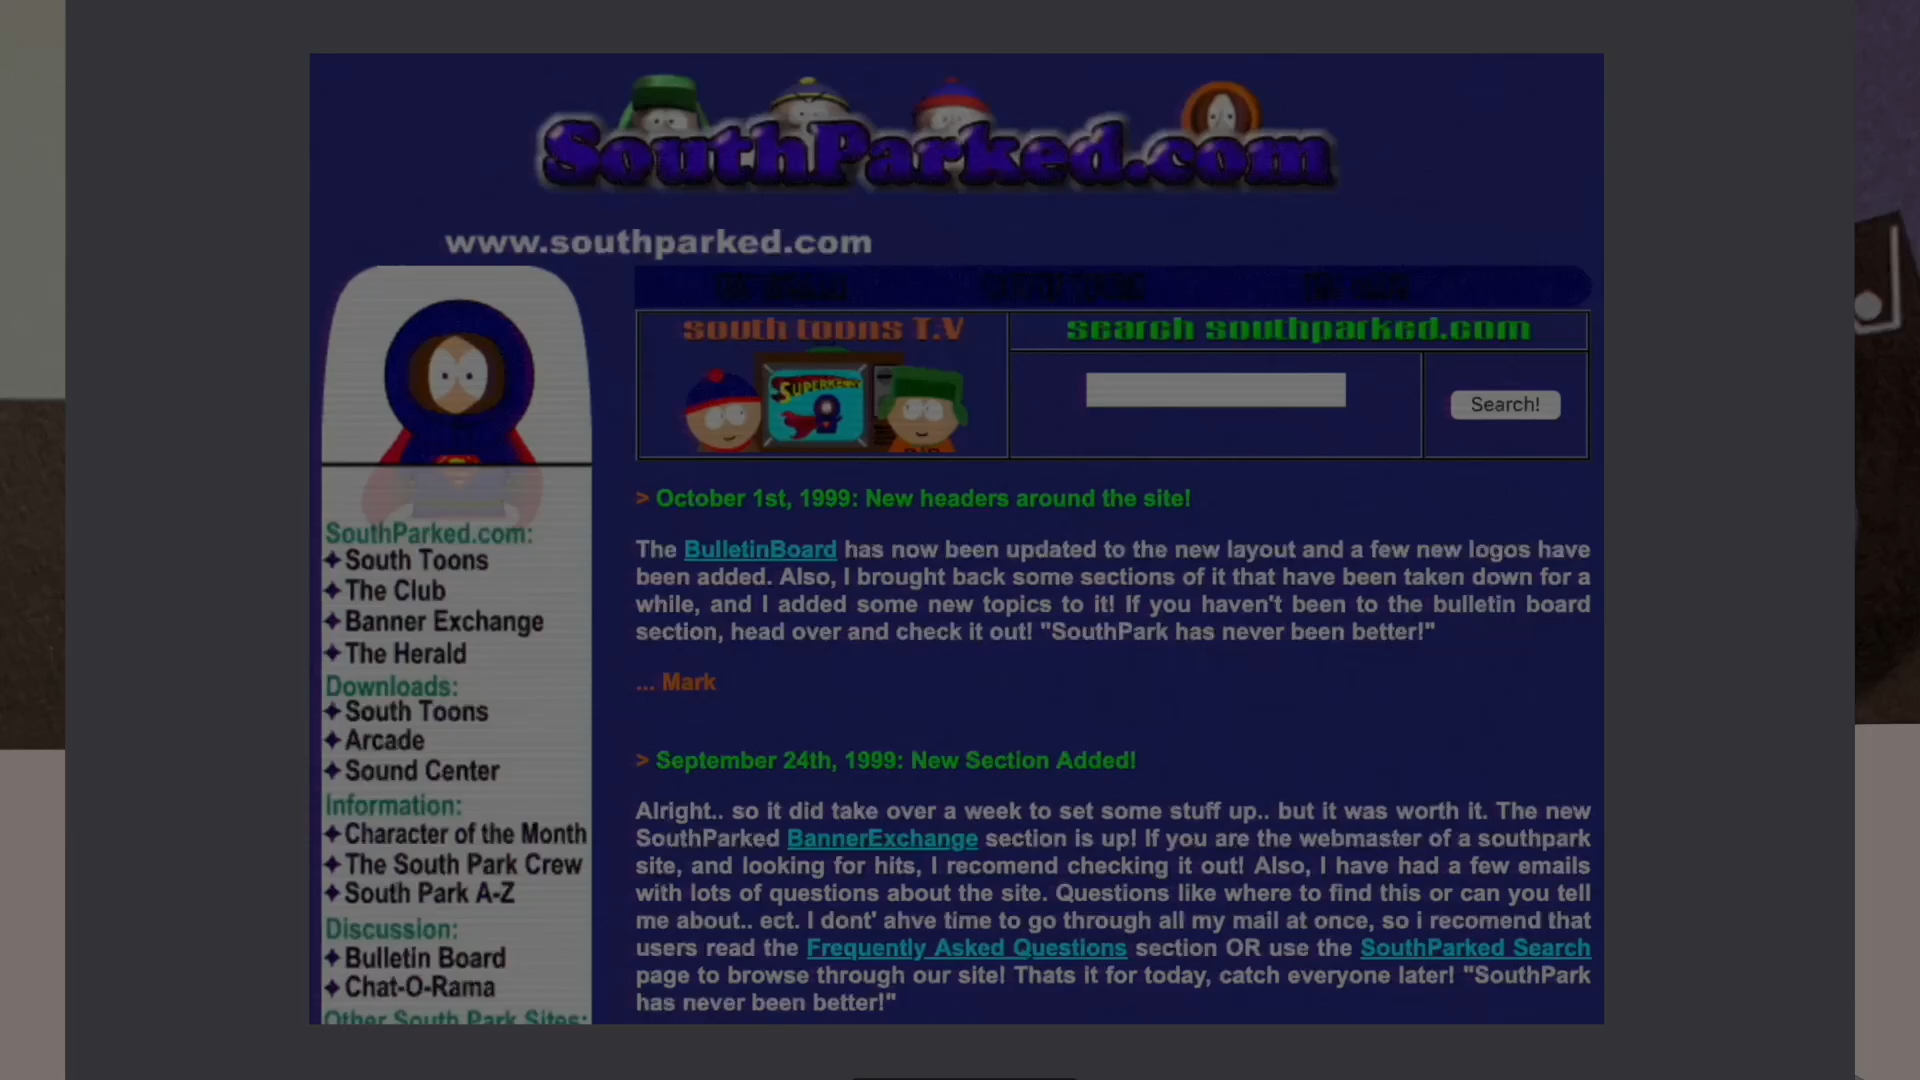 SouthParked.com
www.southparked.com
south toons T.V
search southparked.com
SUPERKENNY
Search!
> October 1st, 1999: New headers around the site!
The BulletinBoard has now been updated to the new layout and a few new logos have
been added. Also, I brought back some sections of it that have been taken down for a
while, and I added some new topics to it! If you haven't been to the bulletin board
section, head over and check it out! "SouthPark has never been better!"
... Mark
> September 24th, 1999: New Section Added!
Alright.. so it did take over a week to set some stuff up.. but it was worth it. The new
SouthParked BannerExchange section is up! If you are the webmaster of a southpark
site, and looking for hits, I recomend checking it out! Also, I have had a few emails
with lots of questions about the site. Questions like where to find this or can you tell
me about.. ect. I dont' ahve time to go through all my mail at once, so i recomend that
users read the Frequently Asked Questions section OR use the SouthParked Search
page to browse through our site! Thats it for today, catch everyone later! "SouthPark
has never been better!"
SouthParked.com:
South Toons
The Club
Banner Exchange
The Herald
Downloads:
South Toons
Arcade
Sound Center
Information:
Character of the Month
The South Park Crew
South Park A-Z
Discussion:
Bulletin Board
Chat-O-Rama
Other South Park Sites: